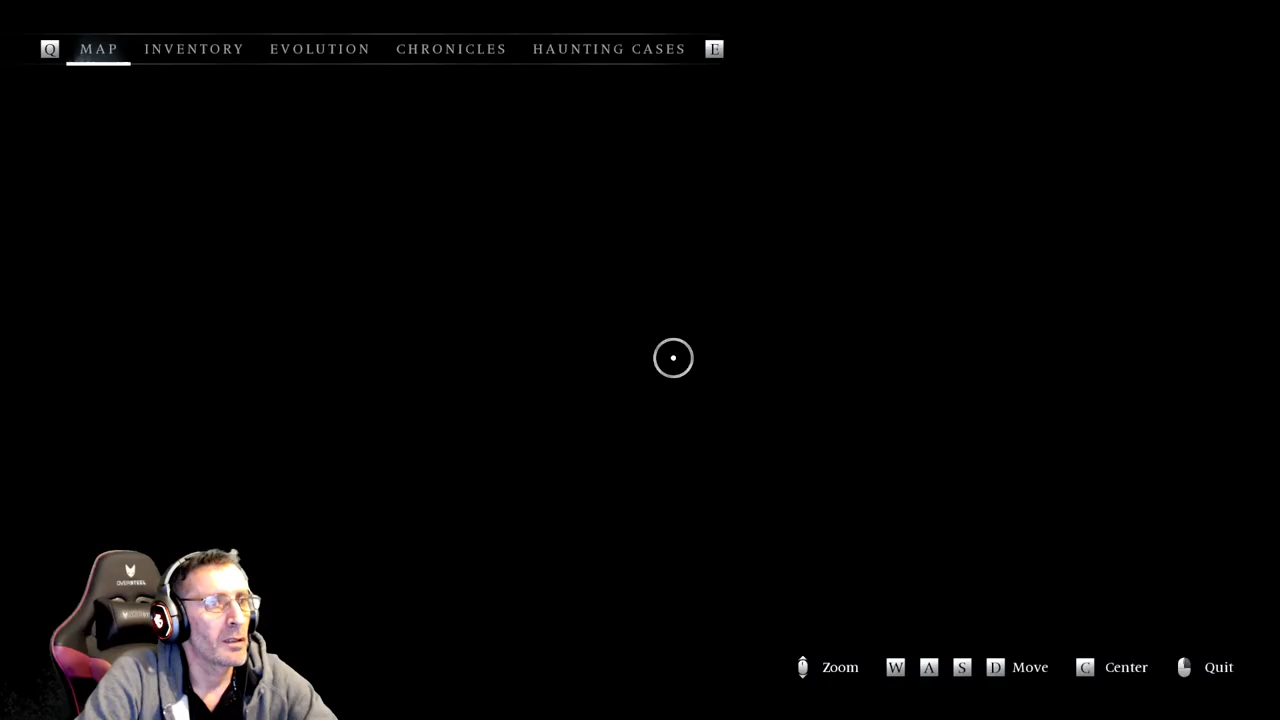 Q MAP INVENTORY EVOLUTION CHRONICLES HAUNTING CASES E
OVERSTEEL
Zoom W A S D Move C Center Quit